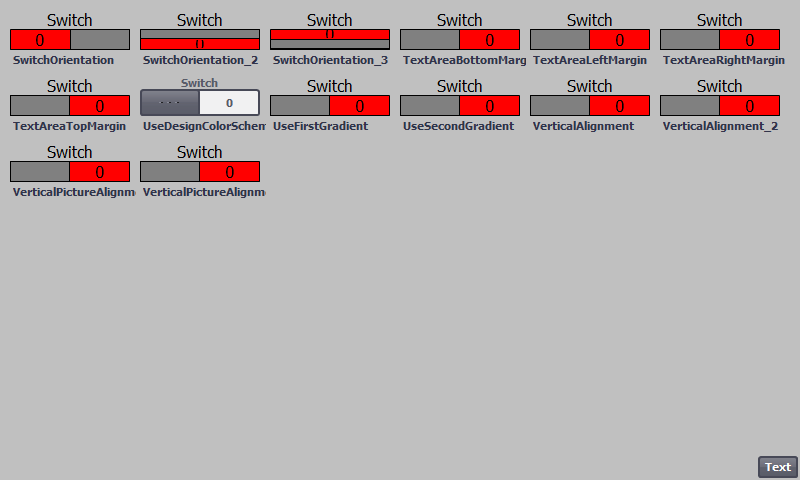 Switch Switch Switch Switch Switch Switch
0 0 0 0 0 0
SwitchOrientation SwitchOrientation_2 SwitchOrientation_3 TextAreaBottomMarg TextAreaLeftMargin TextAreaRightMargin
Switch Switch Switch Switch Switch Switch
0 0 0 0 0 0
TextAreaTopMargin UseDesignColorSchem UseFirstGradient UseSecondGradient VerticalAlignment VerticalAlignment_2
Switch Switch
0 0
VerticalPictureAlignme VerticalPictureAlignm
Text